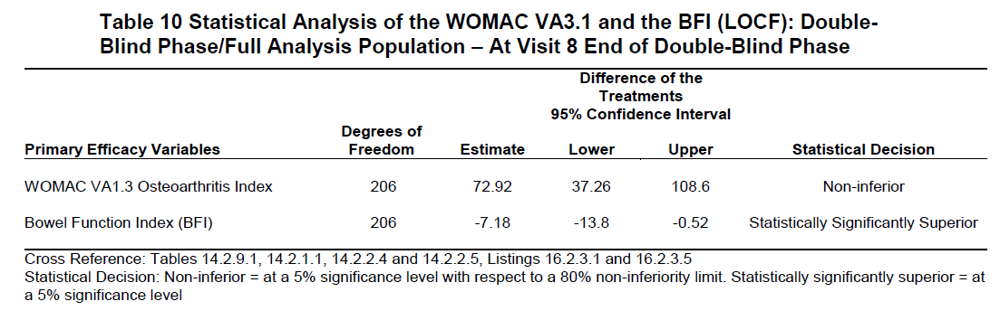 Table 10 Statistical Analysis of the WOMAC VA3.1 and the BFI (LOCF): Double-
Blind Phase/Full Analysis Population – At Visit 8 End of Double-Blind Phase
Difference of the
Treatments
95% Confidence Interval
Degrees of
Primary Efficacy Variables Freedom Estimate Lower Upper Statistical Decision
WOMAC VA1.3 Osteoarthritis Index 206 72.92 37.26 108.6 Non-inferior
Bowel Function Index (BFI) 206 -7.18 -13.8 -0.52 Statistically Significantly Superior
Cross Reference: Tables 14.2.9.1, 14.2.1.1, 14.2.2.4 and 14.2.2.5, Listings 16.2.3.1 and 16.2.3.5
Statistical Decision: Non-inferior = at a 5% significance level with respect to a 80% non-inferiority limit. Statistically significantly superior = at
a 5% significance level